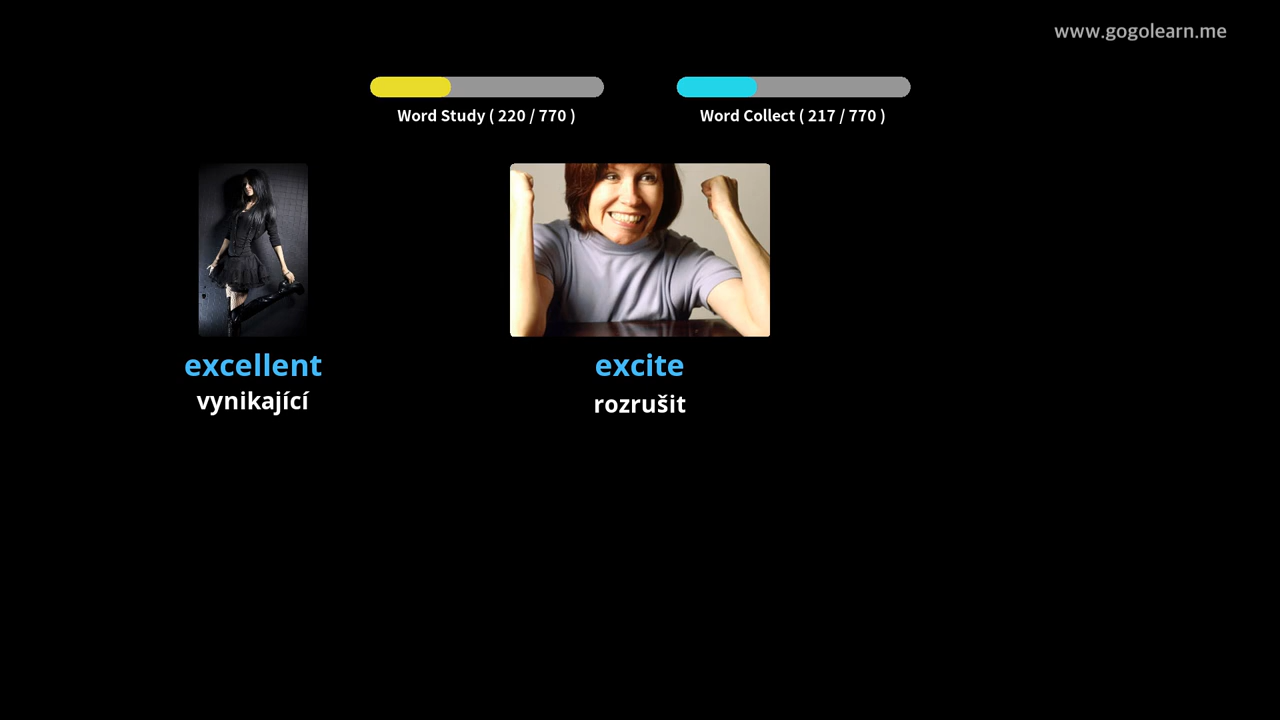 www.gogolearn.me
Word Study ( 220 / 770 )
Word Collect ( 217 / 770 )
excellent
vynikající
excite
rozrušit